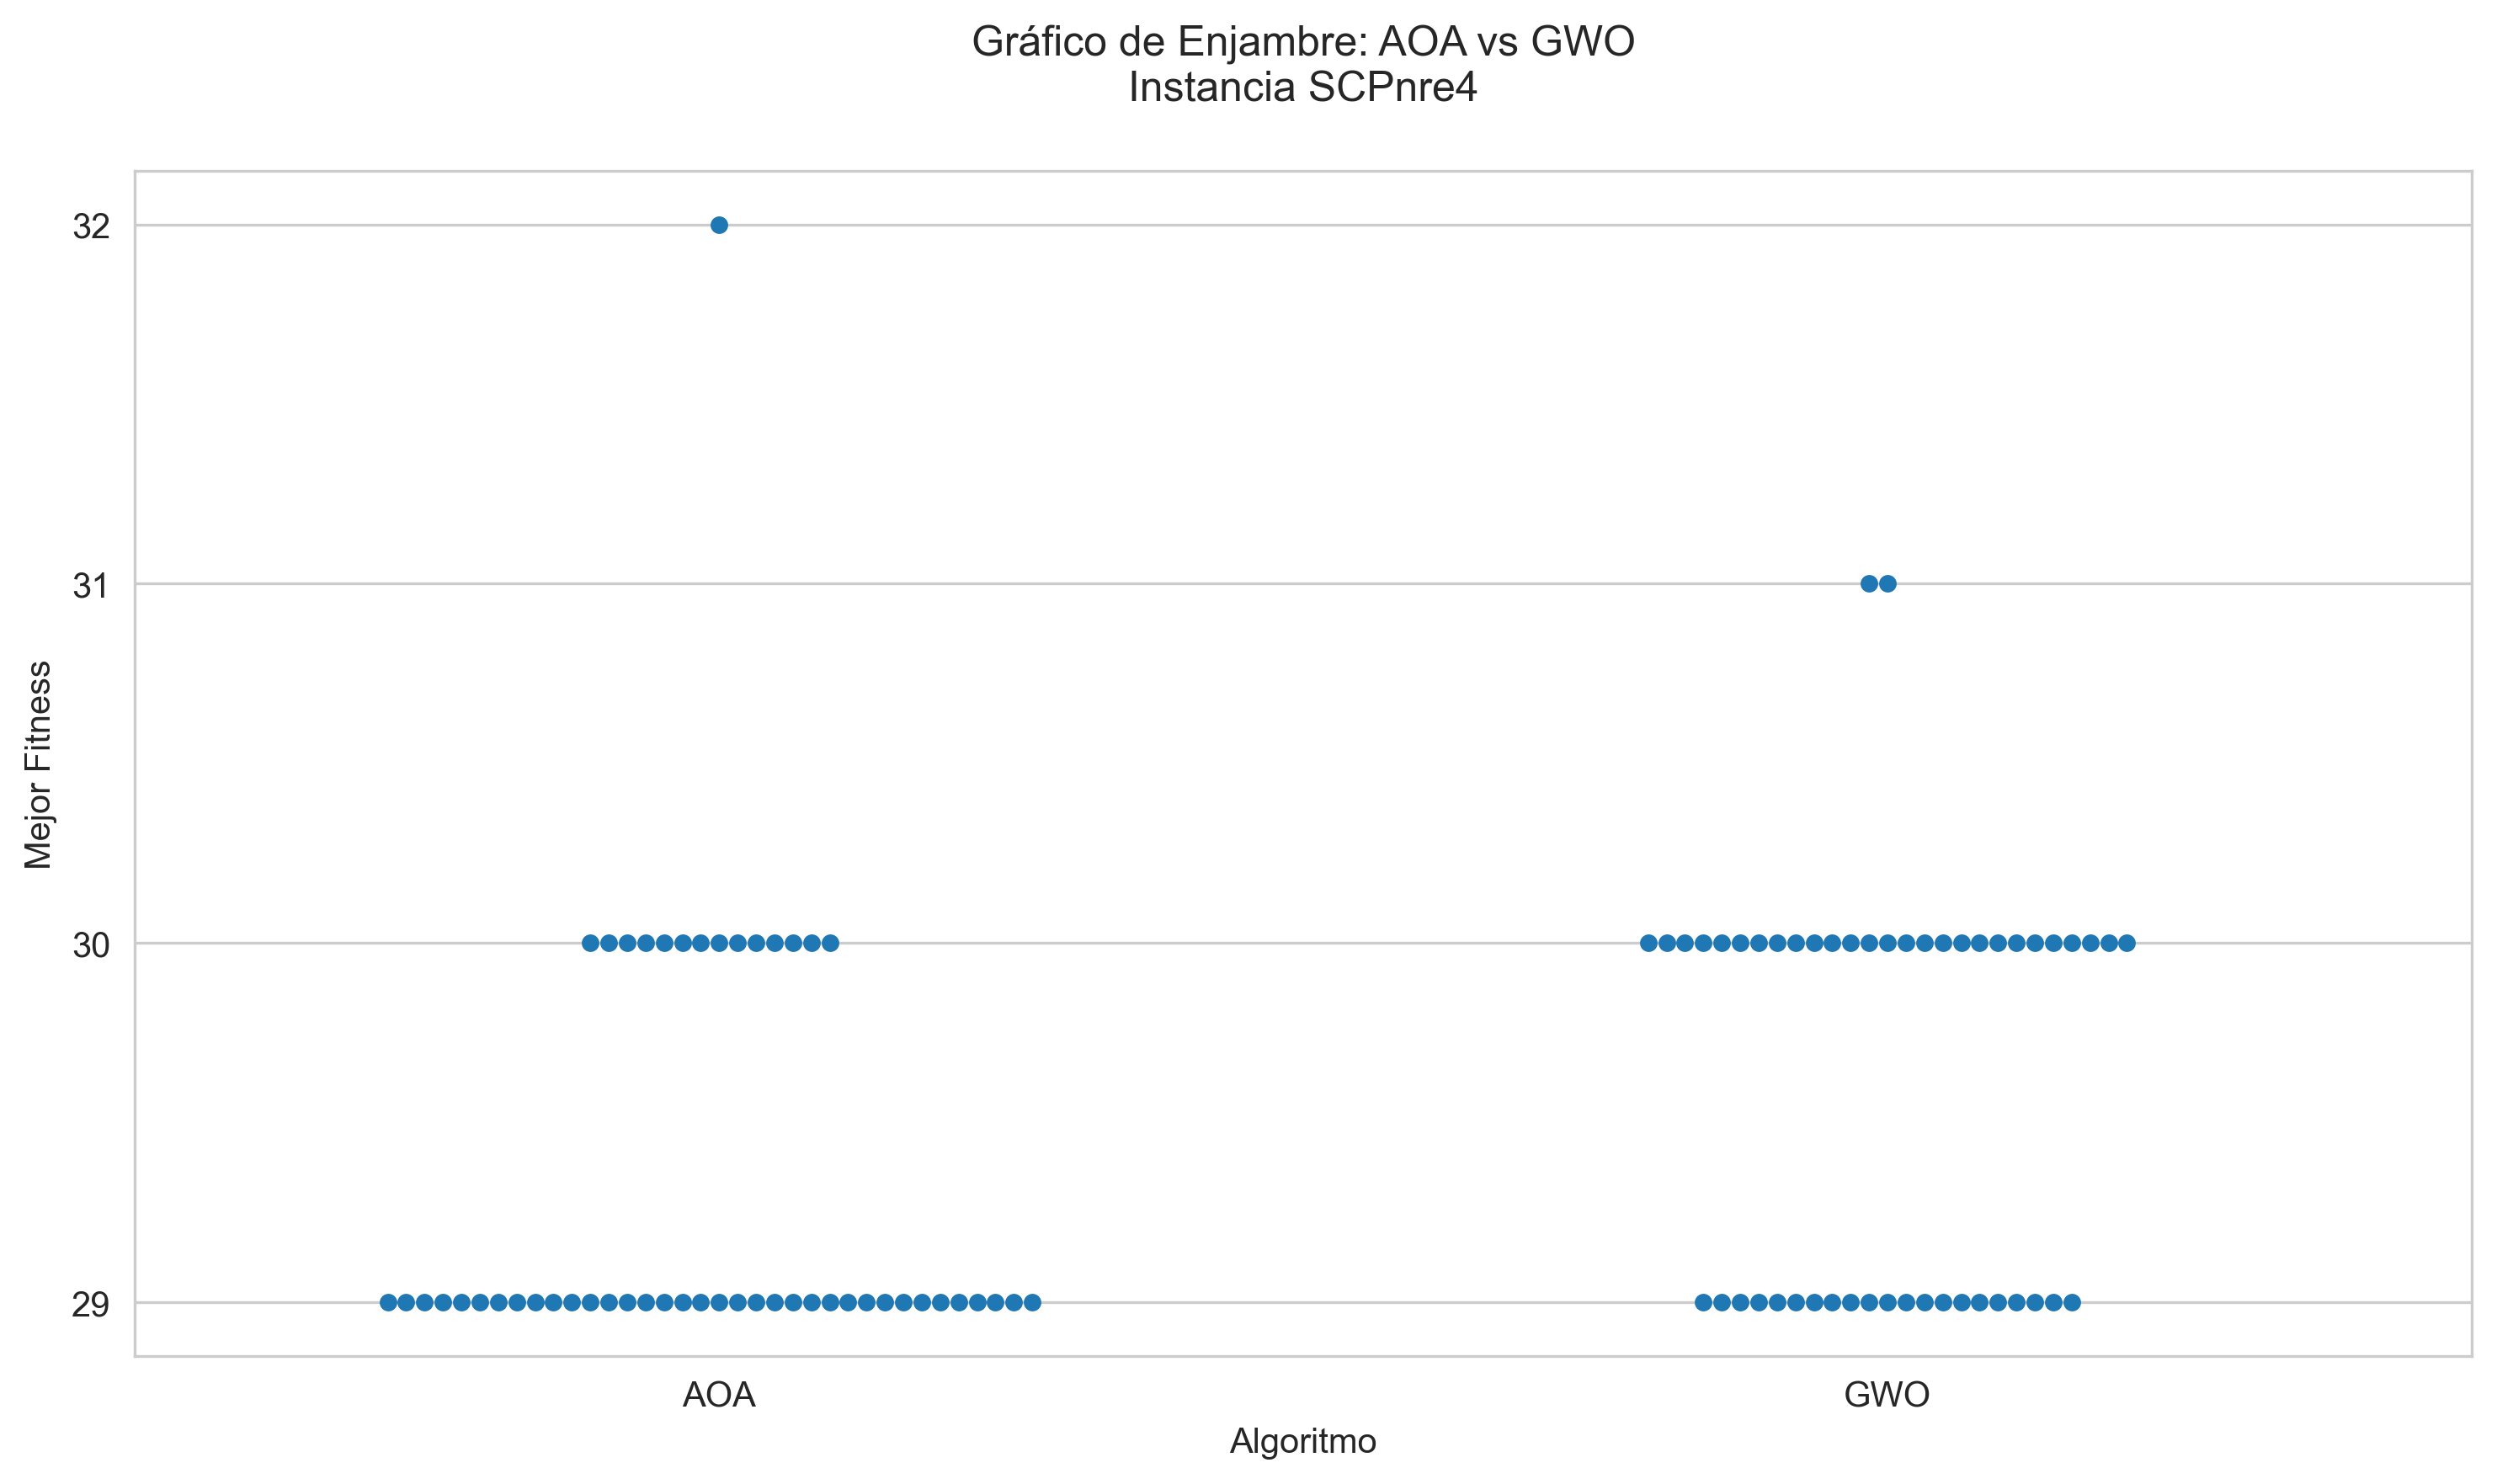 Gráfico de Enjambre: AOA vs GWO
Instancia SCPnre4
32
31
30
29
Mejor Fitness
AOA
GWO
Algoritmo